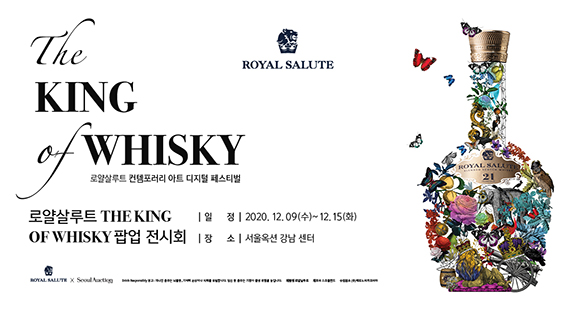 The
KING
of WHISKY
로얄살루트 컨템포러리 아트 디지털 페스티벌
ROYAL SALUTE
로얄살루트 THE KING
OF WHISKY 팝업 전시회
| 일 정 | 2020. 12. 09(수)~ 12.15(화)
| 장 소 | 서울옥션 강남 센터
ROYAL SALUTE × SeoulAuction
ROYAL SALUTE
21